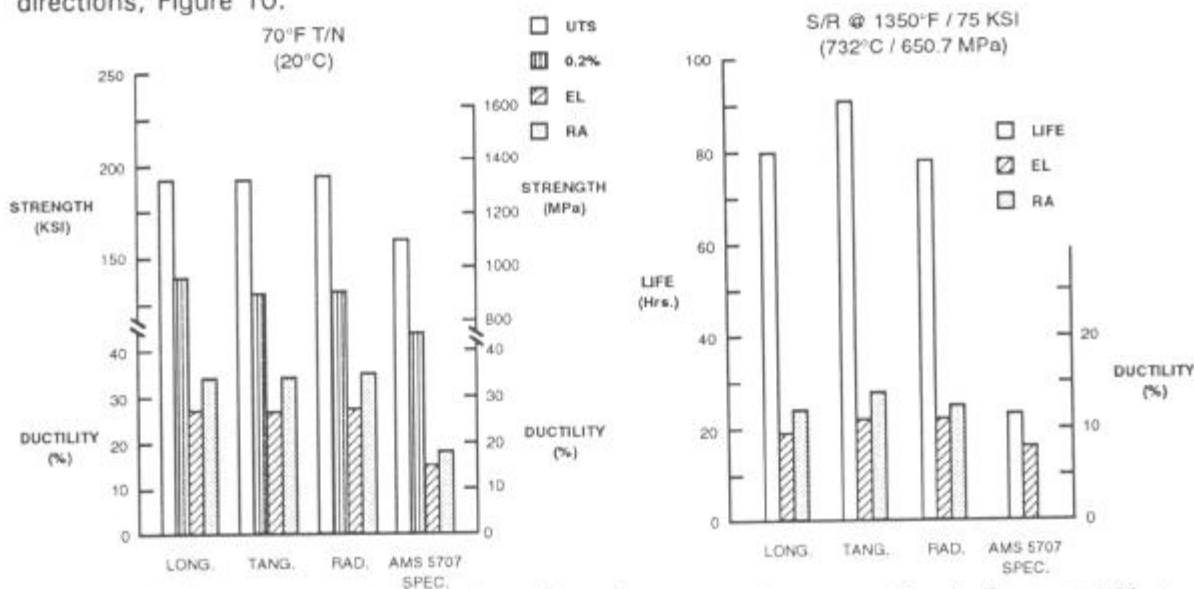 directions, Figure 10.
70°F T/N
(20°C)
UTS
0.2%
EL
RA
250
200
150
40
30
20
10
0
STRENGTH
(KSI)
DUCTILITY
(%)
1600
1400
1200
1000
800
40
30
20
10
0
STRENGTH
(MPa)
DUCTILITY
(%)
LONG.
TANG.
RAD.
AMS 5707
SPEC.
S/R @ 1350°F / 75 KSI
(732°C / 650.7 MPa)
LIFE
EL
RA
100
80
60
40
20
0
LIFE
(Hrs.)
20
10
0
DUCTILITY
(%)
LONG.
TANG.
RAD.
AMS 5707
SPEC.